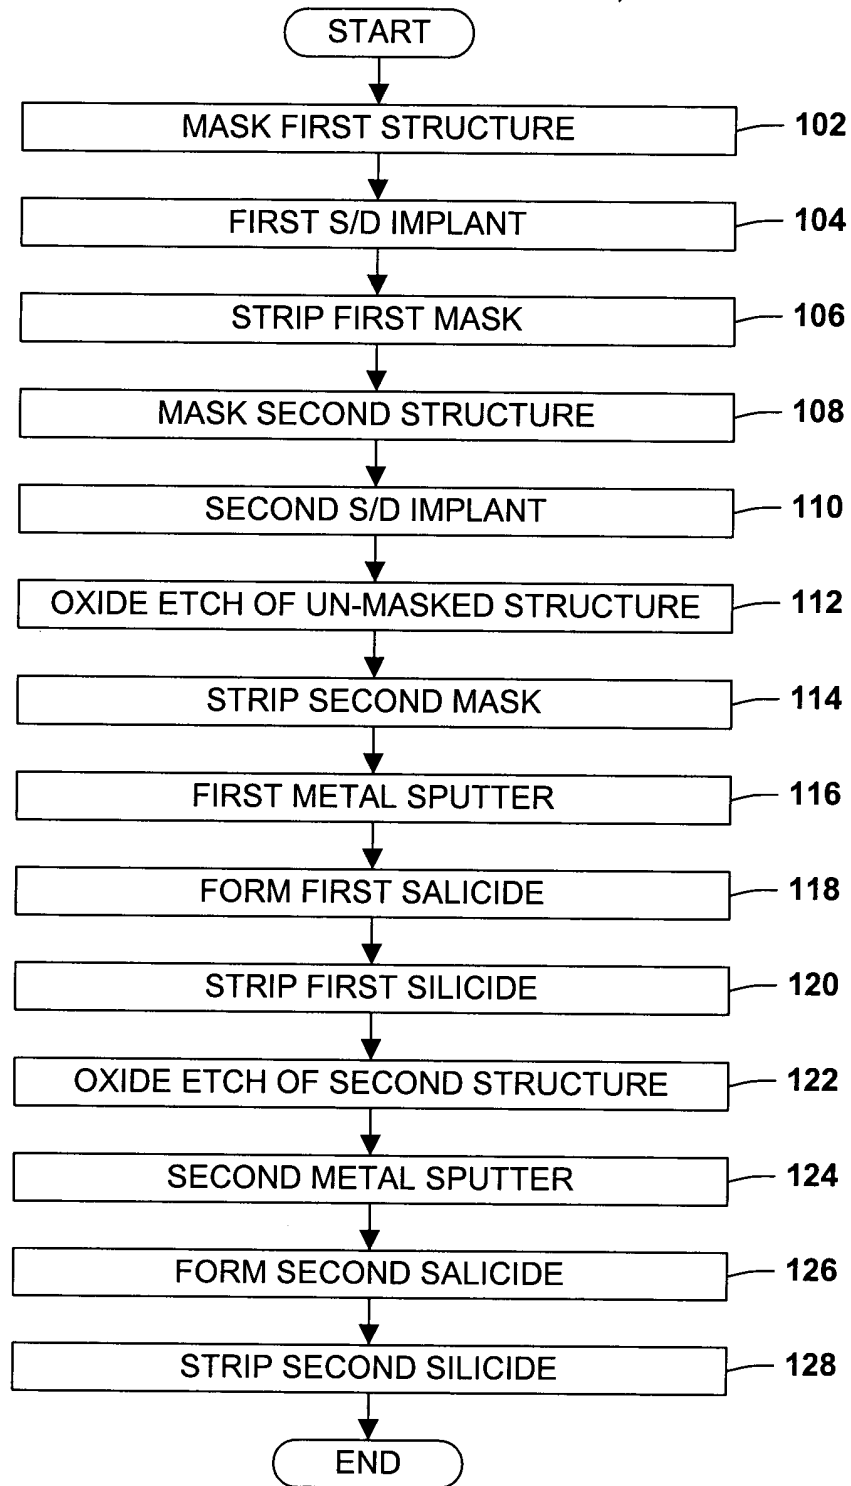 START
MASK FIRST STRUCTURE 102
FIRST S/D IMPLANT 104
STRIP FIRST MASK 106
MASK SECOND STRUCTURE 108
SECOND S/D IMPLANT 110
OXIDE ETCH OF UN-MASKED STRUCTURE 112
STRIP SECOND MASK 114
FIRST METAL SPUTTER 116
FORM FIRST SALICIDE 118
STRIP FIRST SILICIDE 120
OXIDE ETCH OF SECOND STRUCTURE 122
SECOND METAL SPUTTER 124
FORM SECOND SALICIDE 126
STRIP SECOND SILICIDE 128
END